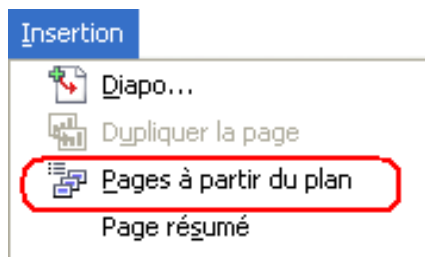 Insertion
Diapo...
Dupliquer la page
Pages à partir du plan
Page résumé